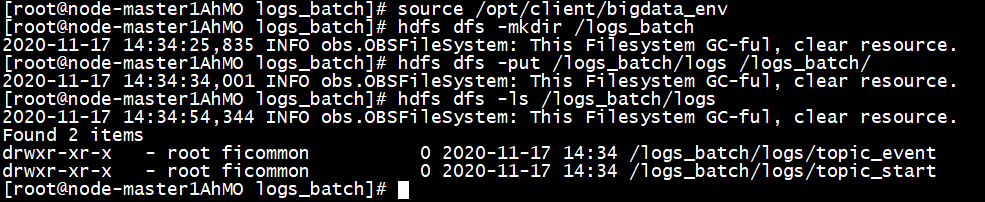 [root@node-master1AhMO logs_batch]# source /opt/client/bigdata_env
[root@node-master1AhMO logs_batch]# hdfs dfs -mkdir /logs_batch
2020-11-17 14:34:25,835 INFO obs.OBSFileSystem: This Filesystem GC-ful, clear resource.
[root@node-master1AhMO logs_batch]# hdfs dfs -put /logs_batch/logs /logs_batch/
2020-11-17 14:34:34,001 INFO obs.OBSFileSystem: This Filesystem GC-ful, clear resource.
[root@node-master1AhMO logs_batch]# hdfs dfs -ls /logs_batch/logs
2020-11-17 14:34:54,344 INFO obs.OBSFileSystem: This Filesystem GC-ful, clear resource.
Found 2 items
drwxr-xr-x   - root ficommon          0 2020-11-17 14:34 /logs_batch/logs/topic_event
drwxr-xr-x   - root ficommon          0 2020-11-17 14:34 /logs_batch/logs/topic_start
[root@node-master1AhMO logs_batch]#